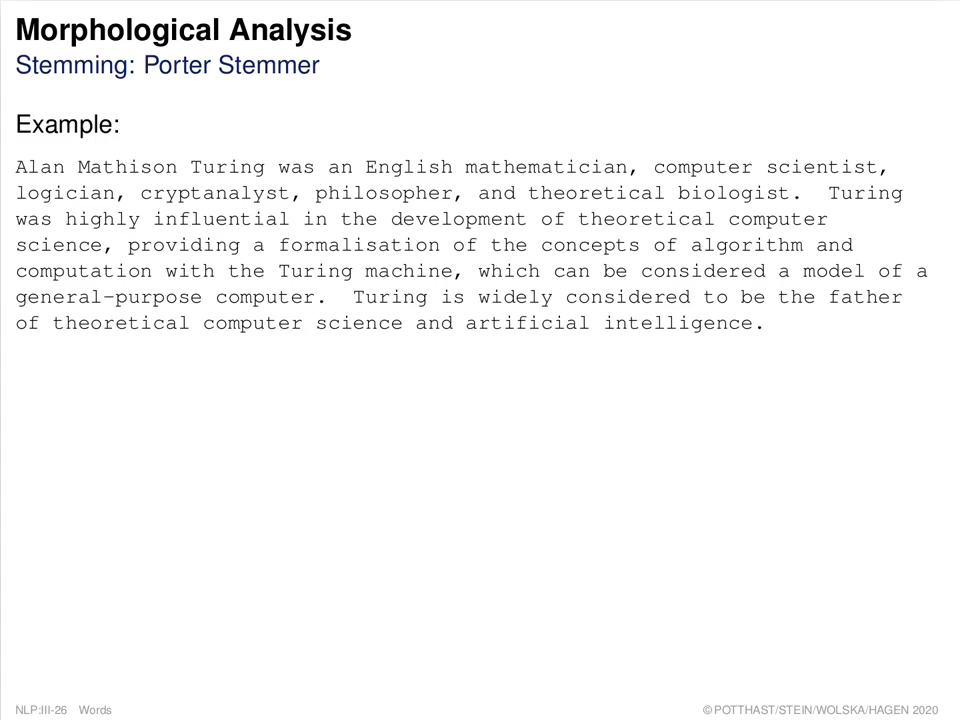 Morphological Analysis
Stemming: Porter Stemmer
Example:
Alan Mathison Turing was an English mathematician, computer scientist,
logician, cryptanalyst, philosopher, and theoretical biologist.  Turing
was highly influential in the development of theoretical computer
science, providing a formalisation of the concepts of algorithm and
computation with the Turing machine, which can be considered a model of a
general-purpose computer.  Turing is widely considered to be the father
of theoretical computer science and artificial intelligence.
NLP:III-26 Words
© POTTHAST/STEIN/WOLSKA/HAGEN 2020